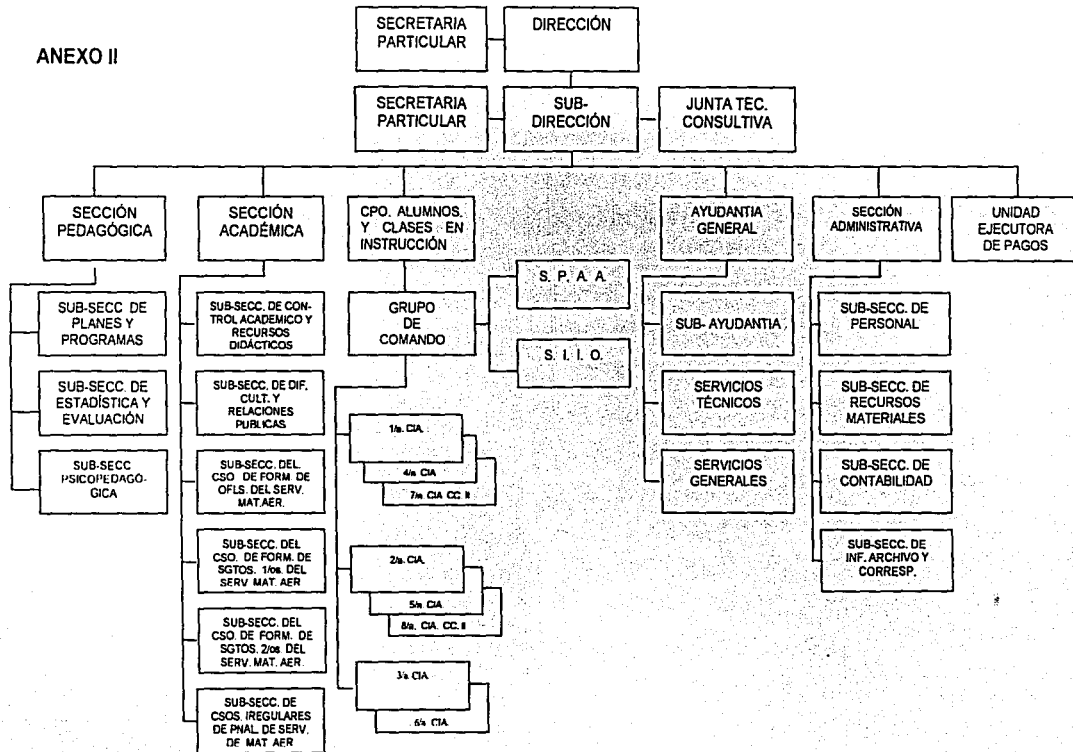 ANEXO II
SECRETARIA
PARTICULAR
DIRECCIÓN
SECRETARIA
PARTICULAR
SUB-
DIRECCIÓN
JUNTA TEC.
CONSULTIVA
SECCIÓN
PEDAGÓGICA
SECCIÓN
ACADÉMICA
CPO. ALUMNOS.
Y CLASES EN
INSTRUCCIÓN
AYUDANTIA
GENERAL
SECCIÓN
ADMINISTRATIVA
UNIDAD
EJECUTORA
DE PAGOS
SUB-SECC DE
PLANES Y
PROGRAMAS
SUB-SECC. DE
ESTADÍSTICA Y
EVALUACIÓN
SUB-SECC
PSICOPEDAGÓ-
GICA
SUB-SECC. DE CON-
TROL ACADEMICO Y
RECURSOS
DIDÁCTICOS
SUB-SECC. DE DIF.
CULT. Y
RELACIONES
PUBLICAS
SUB-SECC. DEL
CSO. DE FORM. DE
OFLS. DEL SERV.
MAT.AER.
SUB-SECC. DEL
CSO. DE FORM. DE
SGTOS. 1/os. DEL
SERV. MAT. AER
SUB-SECC. DEL
CSO. DE FORM. DE
SGTOS. 2/os. DEL
SERV. MAT. AER.
SUB-SECC. DE
CSOS. IREGULARES
DE PNAL. DE SERV.
DE MAT. AER
GRUPO
DE
COMANDO
S. P. A. A.
S. I. I. O.
1/a. CIA.
4/a. CIA
7/a. CIA. CC. II
2/a. CIA.
5/a. CIA.
8/a. CIA. CC. II
3/a. CIA.
6/a. CIA.
SUB- AYUDANTIA
SERVICIOS
TÉCNICOS
SERVICIOS
GENERALES
SUB-SECC. DE
PERSONAL
SUB-SECC. DE
RECURSOS
MATERIALES
SUB-SECC. DE
CONTABILIDAD
SUB-SECC. DE
INF. ARCHIVO Y
CORRESP.